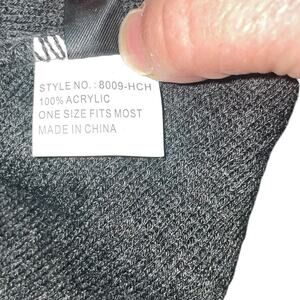 STYLE NO.: 8009-HCH
100% ACRYLIC
ONE SIZE FITS MOST
MADE IN CHINA